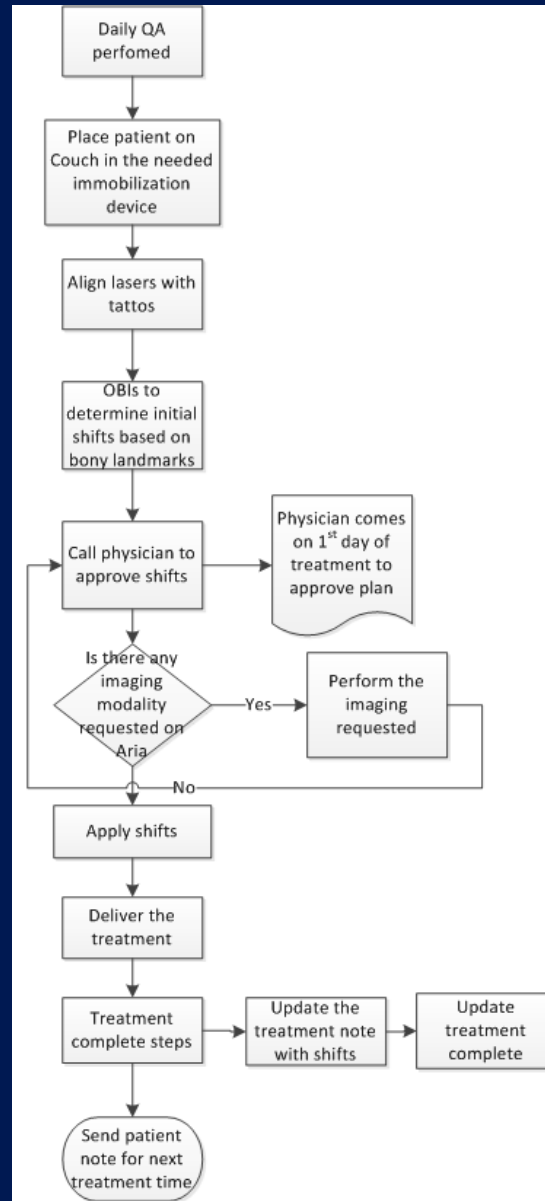 Daily QA
perfomed
Place patient on
Couch in the needed
immobilization
device
Align lasers with
tattos
OBIs to
determine initial
shifts based on
bony landmarks
Call physician to
approve shifts
Physician comes
on 1st day of
treatment to
approve plan
Is there any
imaging
modality
requested on
Aria
Yes
Perform the
imaging
requested
No
Apply shifts
Deliver the
treatment
Treatment
complete steps
Update the
treatment note
with shifts
Update
treatment
complete
Send patient
note for next
treatment time